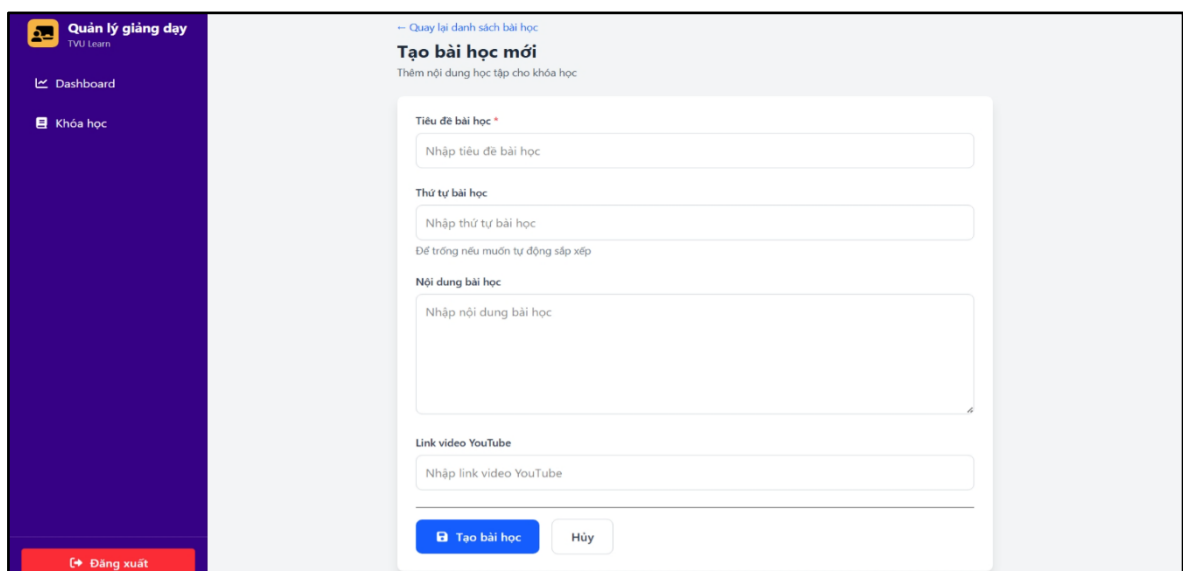 Quản lý giảng dạy
TVU Learn
Dashboard
Khóa học
Đăng xuất
← Quay lại danh sách bài học
Tạo bài học mới
Thêm nội dung học tập cho khóa học
Tiêu đề bài học *
Nhập tiêu đề bài học
Thứ tự bài học
Nhập thứ tự bài học
Để trống nếu muốn tự động sắp xếp
Nội dung bài học
Nhập nội dung bài học
Link video YouTube
Nhập link video YouTube
Tạo bài học
Hủy